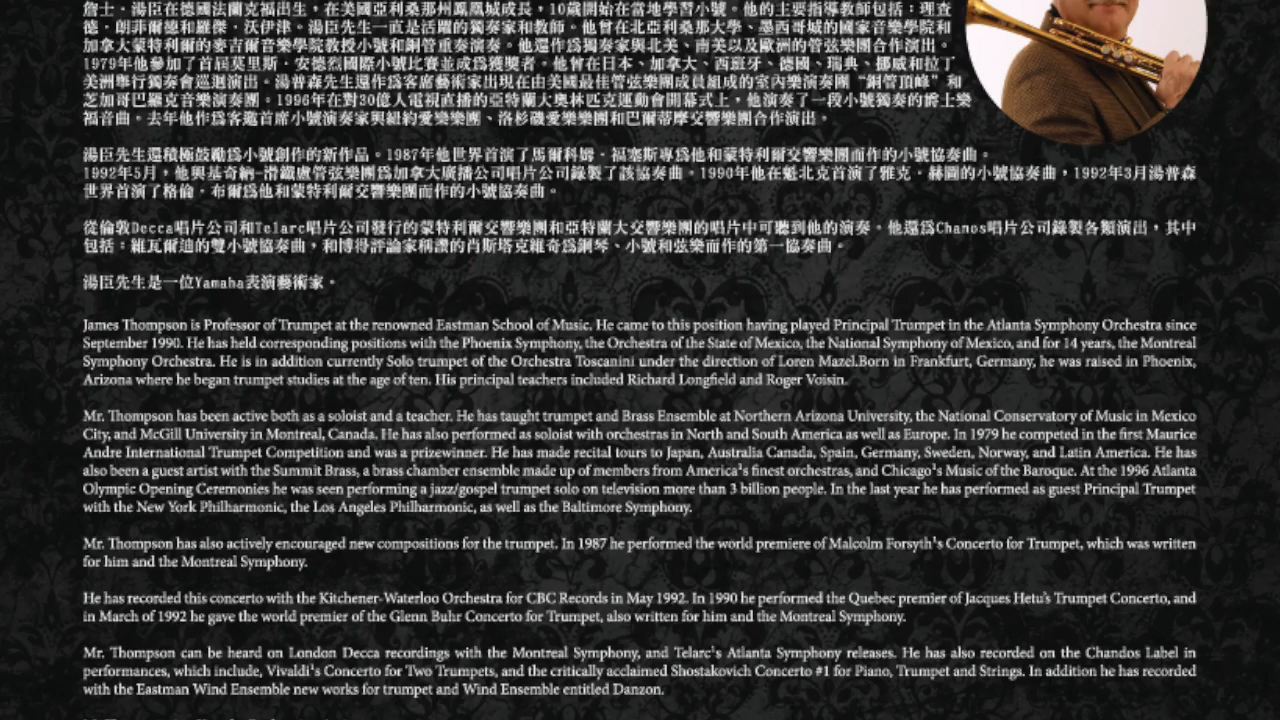 詹士．湯臣在德國法蘭克福出生，在美國亞利桑那州鳳凰城成長，10歲開始在當地學習小號。他的主要指導教師包括：理查
德．朗菲爾德和羅傑．沃伊津。湯臣先生一直是活躍的獨奏家和教師。他曾在北亞利桑那大學、墨西哥城的國家音樂學院和
加拿大蒙特利爾的麥吉爾音樂學院教授小號和銅管重奏演奏。他還作爲獨奏家與北美、南美以及歐洲的管弦樂團合作演出。
1979年他參加了首屆莫里斯．安德烈國際小號比賽並成爲獲獎者。他曾在日本、加拿大、西班牙、德國、瑞典、挪威和拉丁
美洲舉行獨奏會巡迴演出。湯普森先生還作爲客席藝術家出現在由美國最佳管弦樂團成員組成的室內樂演奏團“銅管頂峰”和
芝加哥巴羅克音樂演奏團。1996年在對30億人電視直播的亞特蘭大奧林匹克運動會開幕式上，他演奏了一段小號獨奏的爵士樂
福音曲。去年他作爲客邀首席小號演奏家與紐約愛樂樂團、洛杉磯愛樂樂團和巴爾蒂摩交響樂團合作演出。
湯臣先生還積極鼓勵爲小號創作的新作品。1987年他世界首演了馬爾科姆．福塞斯專爲他和蒙特利爾交響樂團而作的小號協奏曲。
1992年5月，他與基奇納-滑鐵盧管弦樂團爲加拿大廣播公司唱片公司錄製了該協奏曲。1990年他在魁北克首演了雅克．赫圖的小號協奏曲，1992年3月湯普森
世界首演了格倫．布爾爲他和蒙特利爾交響樂團而作的小號協奏曲。
從倫敦Decca唱片公司和Telarc唱片公司發行的蒙特利爾交響樂團和亞特蘭大交響樂團的唱片中可聽到他的演奏。他還爲Chanos唱片公司錄製各類演出，其中
包括：維瓦爾迪的雙小號協奏曲，和博得評論家稱讚的肖斯塔克維奇爲鋼琴、小號和弦樂而作的第一協奏曲。
湯臣先生是一位Yamaha表演藝術家。
James Thompson is Professor of Trumpet at the renowned Eastman School of Music. He came to this position having played Principal Trumpet in the Atlanta Symphony Orchestra since
September 1990. He has held corresponding positions with the Phoenix Symphony, the Orchestra of the State of Mexico, the National Symphony of Mexico, and for 14 years, the Montreal
Symphony Orchestra. He is in addition currently Solo trumpet of the Orchestra Toscanini under the direction of Loren Mazel.Born in Frankfurt, Germany, he was raised in Phoenix,
Arizona where he began trumpet studies at the age of ten. His principal teachers included Richard Longfield and Roger Voisin.
Mr. Thompson has been active both as a soloist and a teacher. He has taught trumpet and Brass Ensemble at Northern Arizona University, the National Conservatory of Music in Mexico
City, and McGill University in Montreal, Canada. He has also performed as soloist with orchestras in North and South America as well as Europe. In 1979 he competed in the first Maurice
Andre International Trumpet Competition and was a prizewinner. He has made recital tours to Japan, Australia Canada, Spain, Germany, Sweden, Norway, and Latin America. He has
also been a guest artist with the Summit Brass, a brass chamber ensemble made up of members from America's finest orchestras, and Chicago's Music of the Baroque. At the 1996 Atlanta
Olympic Opening Ceremonies he was seen performing a jazz/gospel trumpet solo on television more than 3 billion people. In the last year he has performed as guest Principal Trumpet
with the New York Philharmonic, the Los Angeles Philharmonic, as well as the Baltimore Symphony.
Mr. Thompson has also actively encouraged new compositions for the trumpet. In 1987 he performed the world premiere of Malcolm Forsyth's Concerto for Trumpet, which was written
for him and the Montreal Symphony.
He has recorded this concerto with the Kitchener-Waterloo Orchestra for CBC Records in May 1992. In 1990 he performed the Quebec premier of Jacques Hetu's Trumpet Concerto, and
in March of 1992 he gave the world premier of the Glenn Buhr Concerto for Trumpet, also written for him and the Montreal Symphony.
Mr. Thompson can be heard on London Decca recordings with the Montreal Symphony, and Telarc's Atlanta Symphony releases. He has also recorded on the Chandos Label in
performances, which include, Vivaldi's Concerto for Two Trumpets, and the critically acclaimed Shostakovich Concerto #1 for Piano, Trumpet and Strings. In addition he has recorded
with the Eastman Wind Ensemble new works for trumpet and Wind Ensemble entitled Danzon.